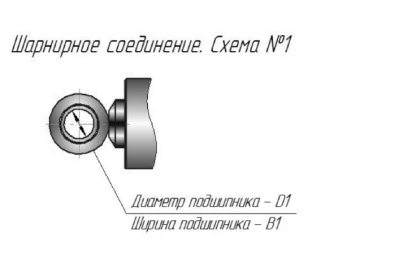 Шарнирное соединение. Схема №1
Диаметр подшипника – D1
Ширина подшипника – B1